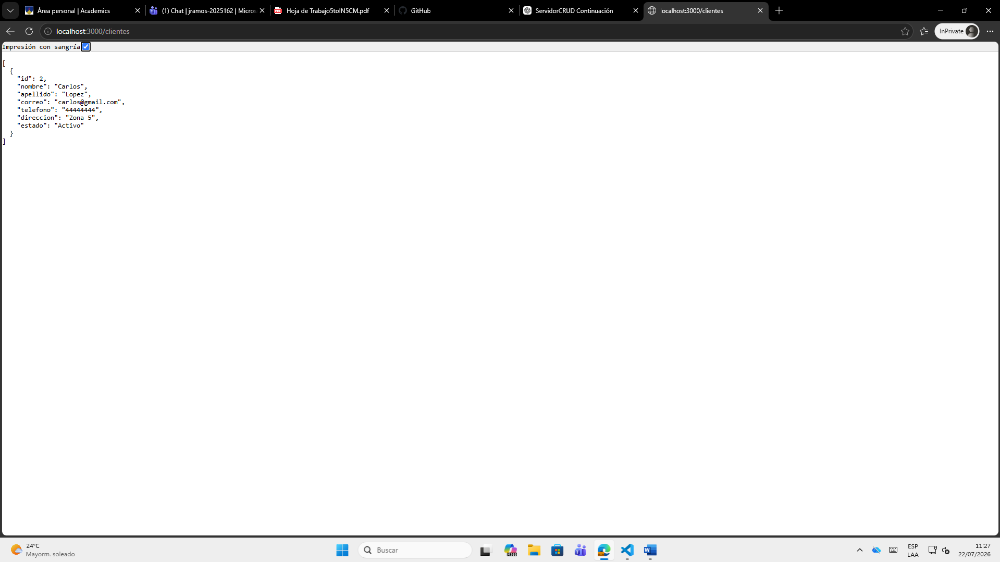 Área personal | Academics
(1) Chat | jramos-2025162 | Micros
Hoja de Trabajo5toIN5CM.pdf
GitHub
ServidorCRUD Continuación
localhost:3000/clientes
localhost:3000/clientes
InPrivate
Impresión con sangría
[
{
"id": 2,
"nombre": "Carlos",
"apellido": "Lopez",
"correo": "carlos@gmail.com",
"telefono": "44444444",
"direccion": "Zona 5",
"estado": "Activo"
}
]
24°C
Mayorm. soleado
Buscar
M365
ESP
LAA
11:27
22/07/2026